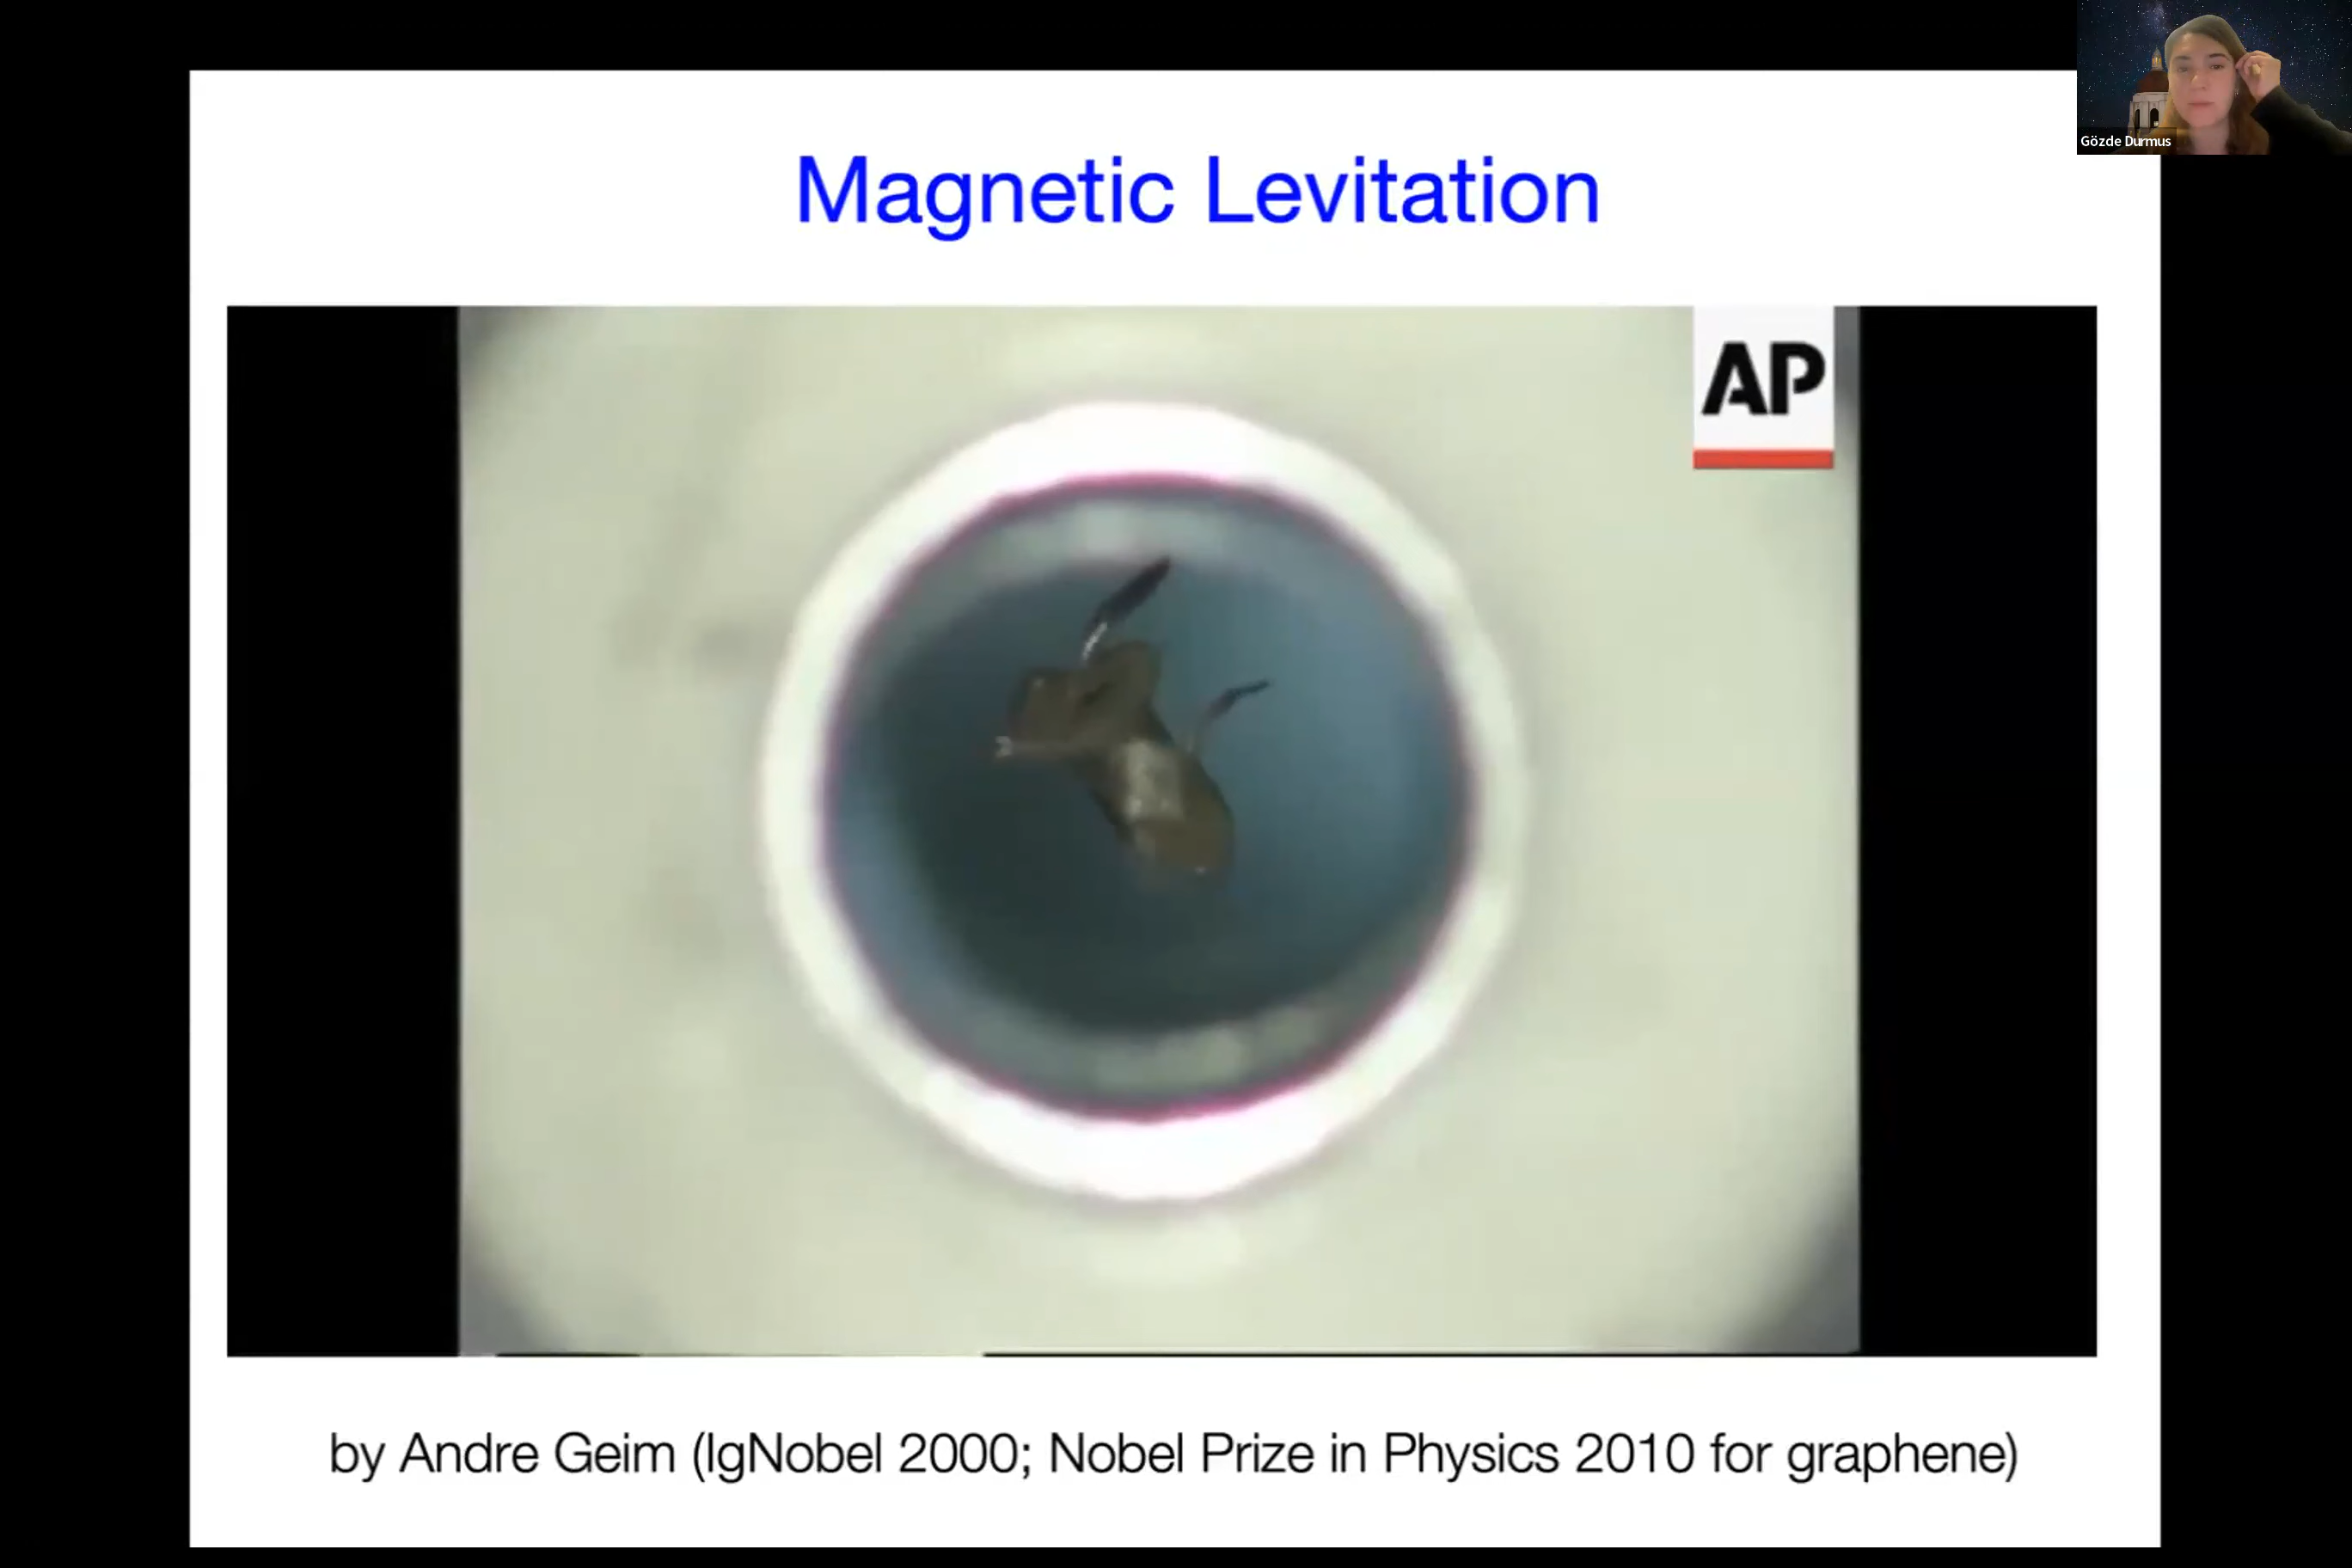 Gözde Durmus
Magnetic Levitation
AP
by Andre Geim (IgNobel 2000; Nobel Prize in Physics 2010 for graphene)